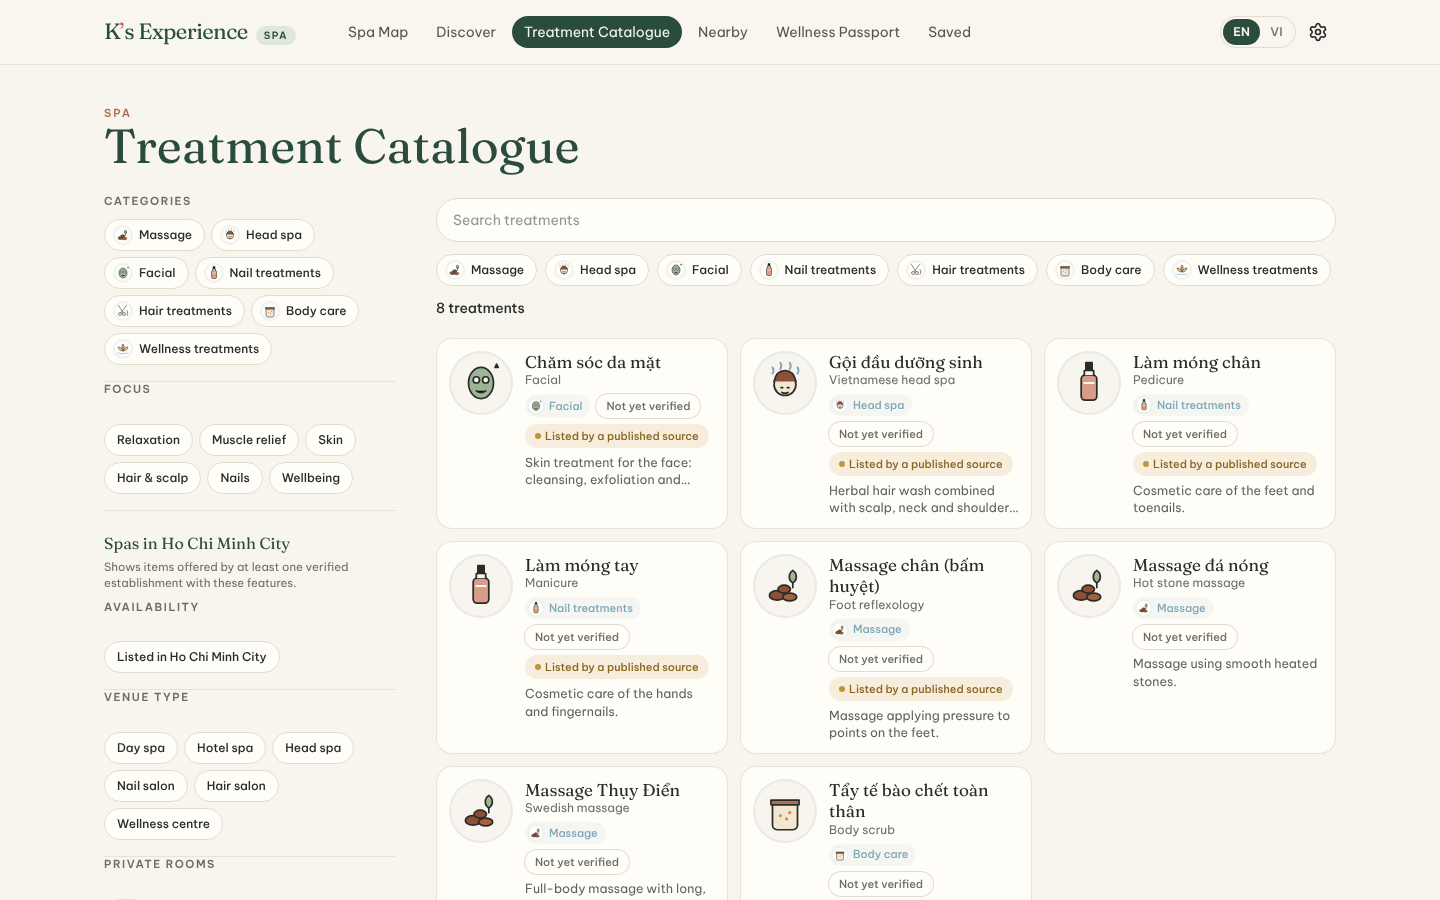 K's Experience SPA
Spa Map
Discover
Treatment Catalogue
Nearby
Wellness Passport
Saved
EN
VI
SPA
Treatment Catalogue
CATEGORIES
Massage
Head spa
Facial
Nail treatments
Hair treatments
Body care
Wellness treatments
FOCUS
Relaxation
Muscle relief
Skin
Hair & scalp
Nails
Wellbeing
Spas in Ho Chi Minh City
Shows items offered by at least one verified
establishment with these features.
AVAILABILITY
Listed in Ho Chi Minh City
VENUE TYPE
Day spa
Hotel spa
Head spa
Nail salon
Hair salon
Wellness centre
PRIVATE ROOMS
Search treatments
Massage
Head spa
Facial
Nail treatments
Hair treatments
Body care
Wellness treatments
8 treatments
Chăm sóc da mặt
Facial
Facial
Not yet verified
Listed by a published source
Skin treatment for the face:
cleansing, exfoliation and...
Gội đầu dưỡng sinh
Vietnamese head spa
Head spa
Not yet verified
Listed by a published source
Herbal hair wash combined
with scalp, neck and shoulder...
Làm móng chân
Pedicure
Nail treatments
Not yet verified
Listed by a published source
Cosmetic care of the feet and
toenails.
Làm móng tay
Manicure
Nail treatments
Not yet verified
Listed by a published source
Cosmetic care of the hands
and fingernails.
Massage chân (bấm
huyệt)
Foot reflexology
Massage
Not yet verified
Listed by a published source
Massage applying pressure to
points on the feet.
Massage đá nóng
Hot stone massage
Massage
Not yet verified
Massage using smooth heated
stones.
Massage Thụy Điển
Swedish massage
Massage
Not yet verified
Full-body massage with long,
Tẩy tế bào chết toàn
thân
Body scrub
Body care
Not yet verified